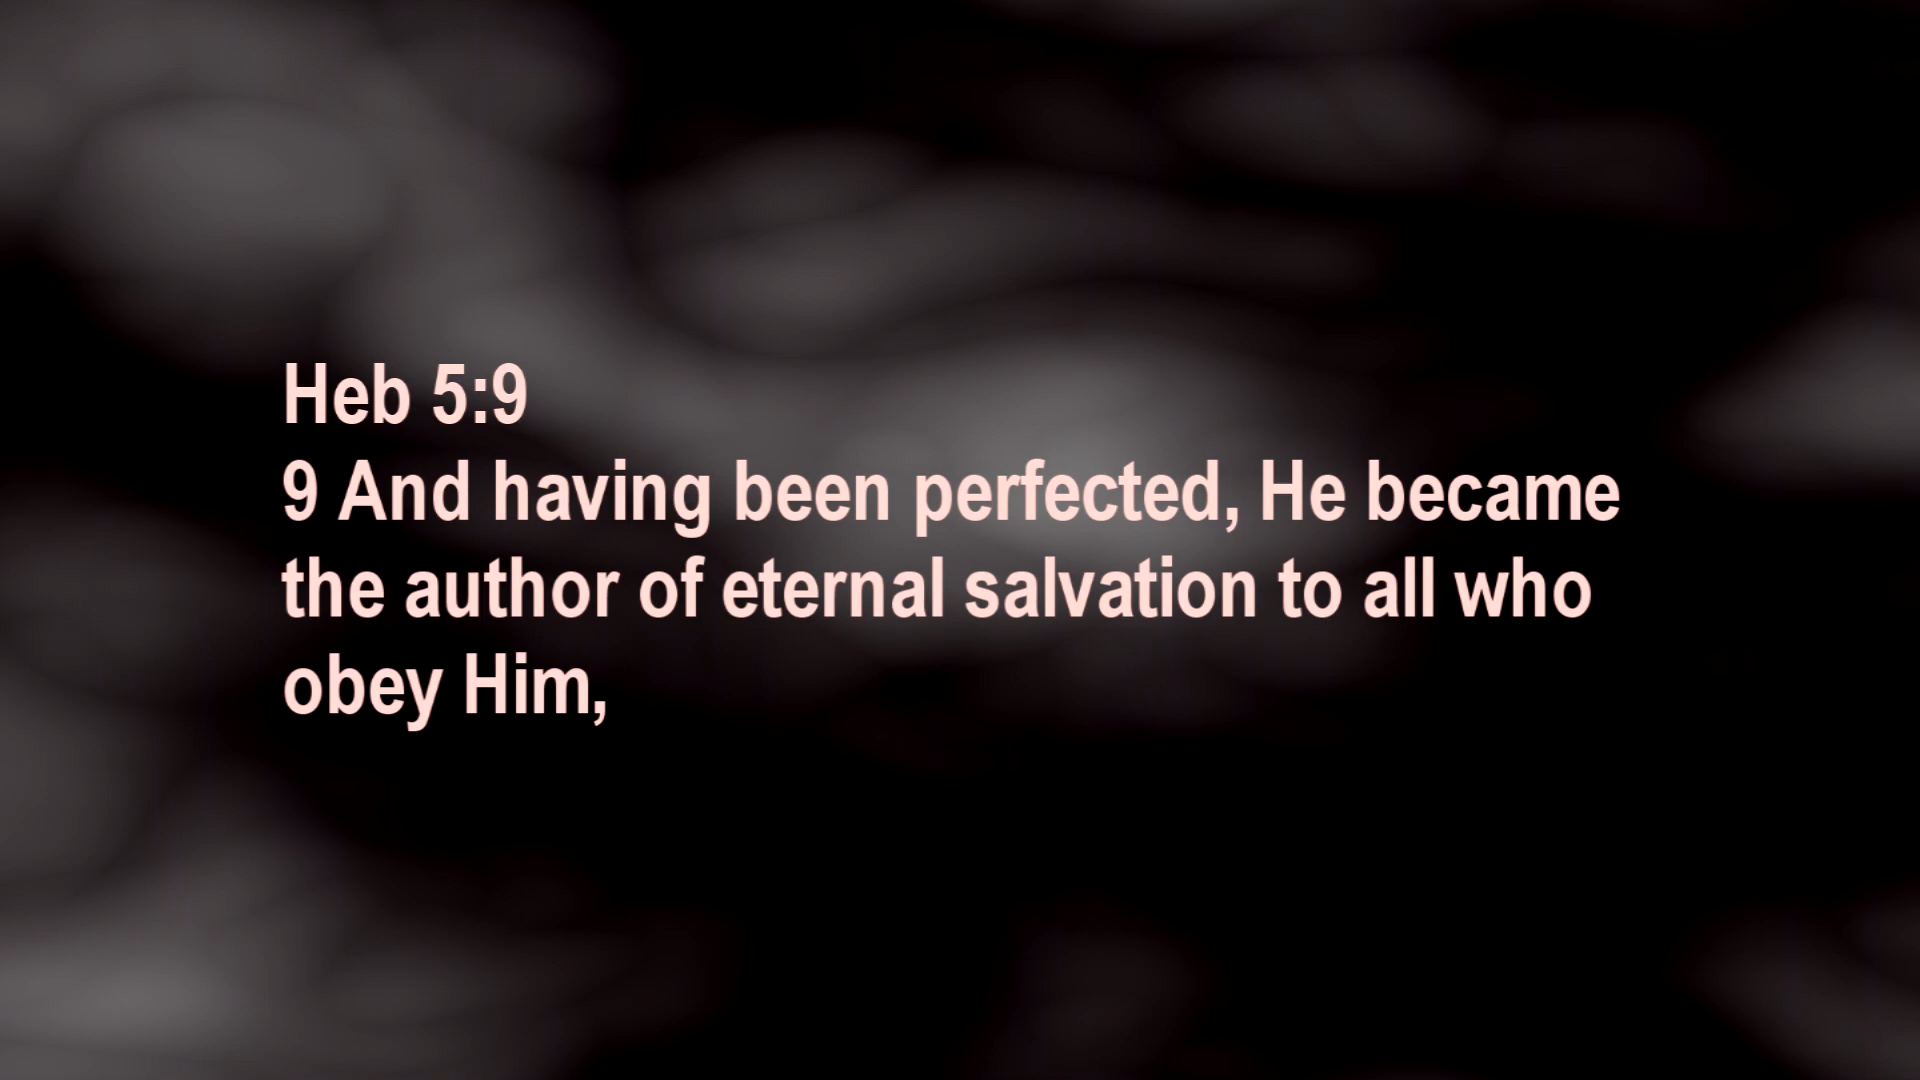 Heb 5:9
9 And having been perfected, He became
the author of eternal salvation to all who
obey Him,